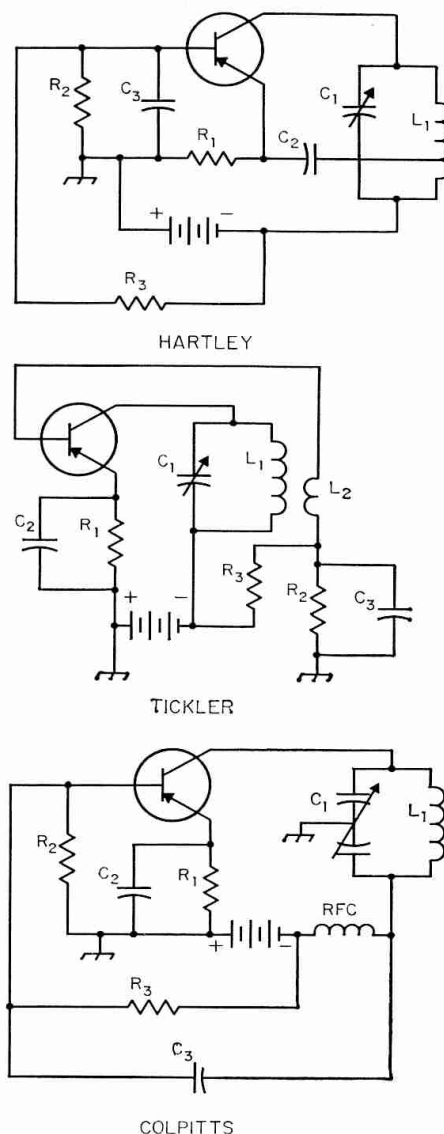 R2
C3
R1
C2
C1
L1
+ −
R3
HARTLEY
C1
L1
L2
C2
R1
R3
R2
C3
+ −
TICKLER
C1
L1
R2
C2
R1
RFC
+ −
R3
C3
COLPITTS